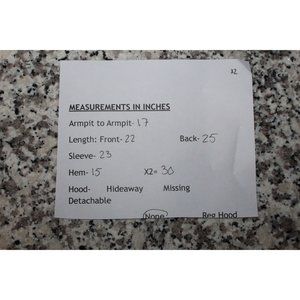 X2
MEASUREMENTS IN INCHES
Armpit to Armpit- 17
Length: Front- 22 Back- 25
Sleeve- 23
Hem- 15 X2= 30
Hood- Hideaway Missing
Detachable
None Reg Hood